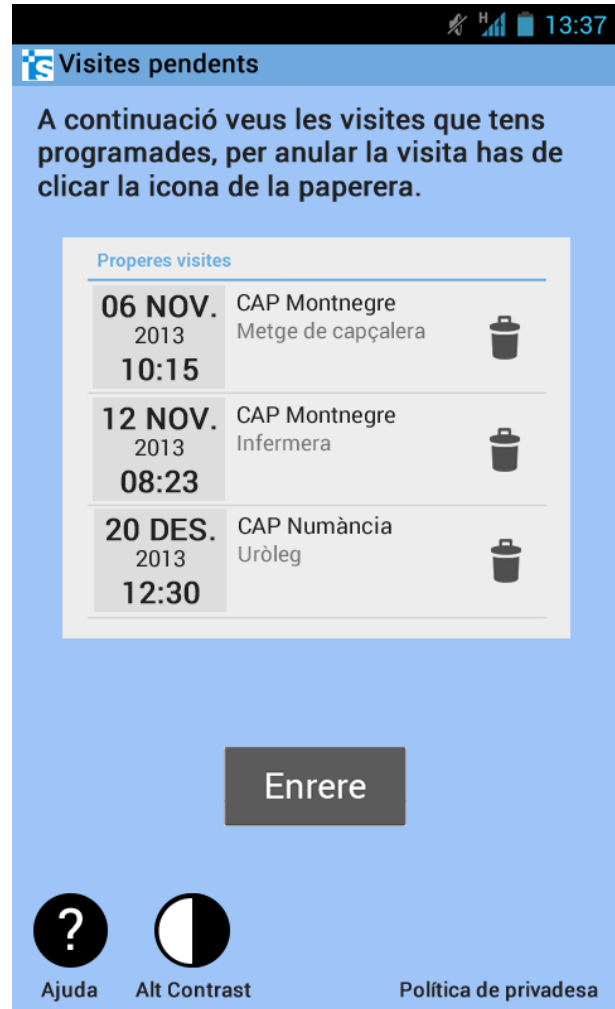 H 13:37
Visites pendents
A continuació veus les visites que tens
programades, per anular la visita has de
clicar la icona de la paperera.
Properes visites
06 NOV.
2013
10:15
CAP Montnegre
Metge de capçalera
12 NOV.
2013
08:23
CAP Montnegre
Infermera
20 DES.
2013
12:30
CAP Numància
Uròleg
Enrere
?
Ajuda
Alt Contrast
Política de privadesa